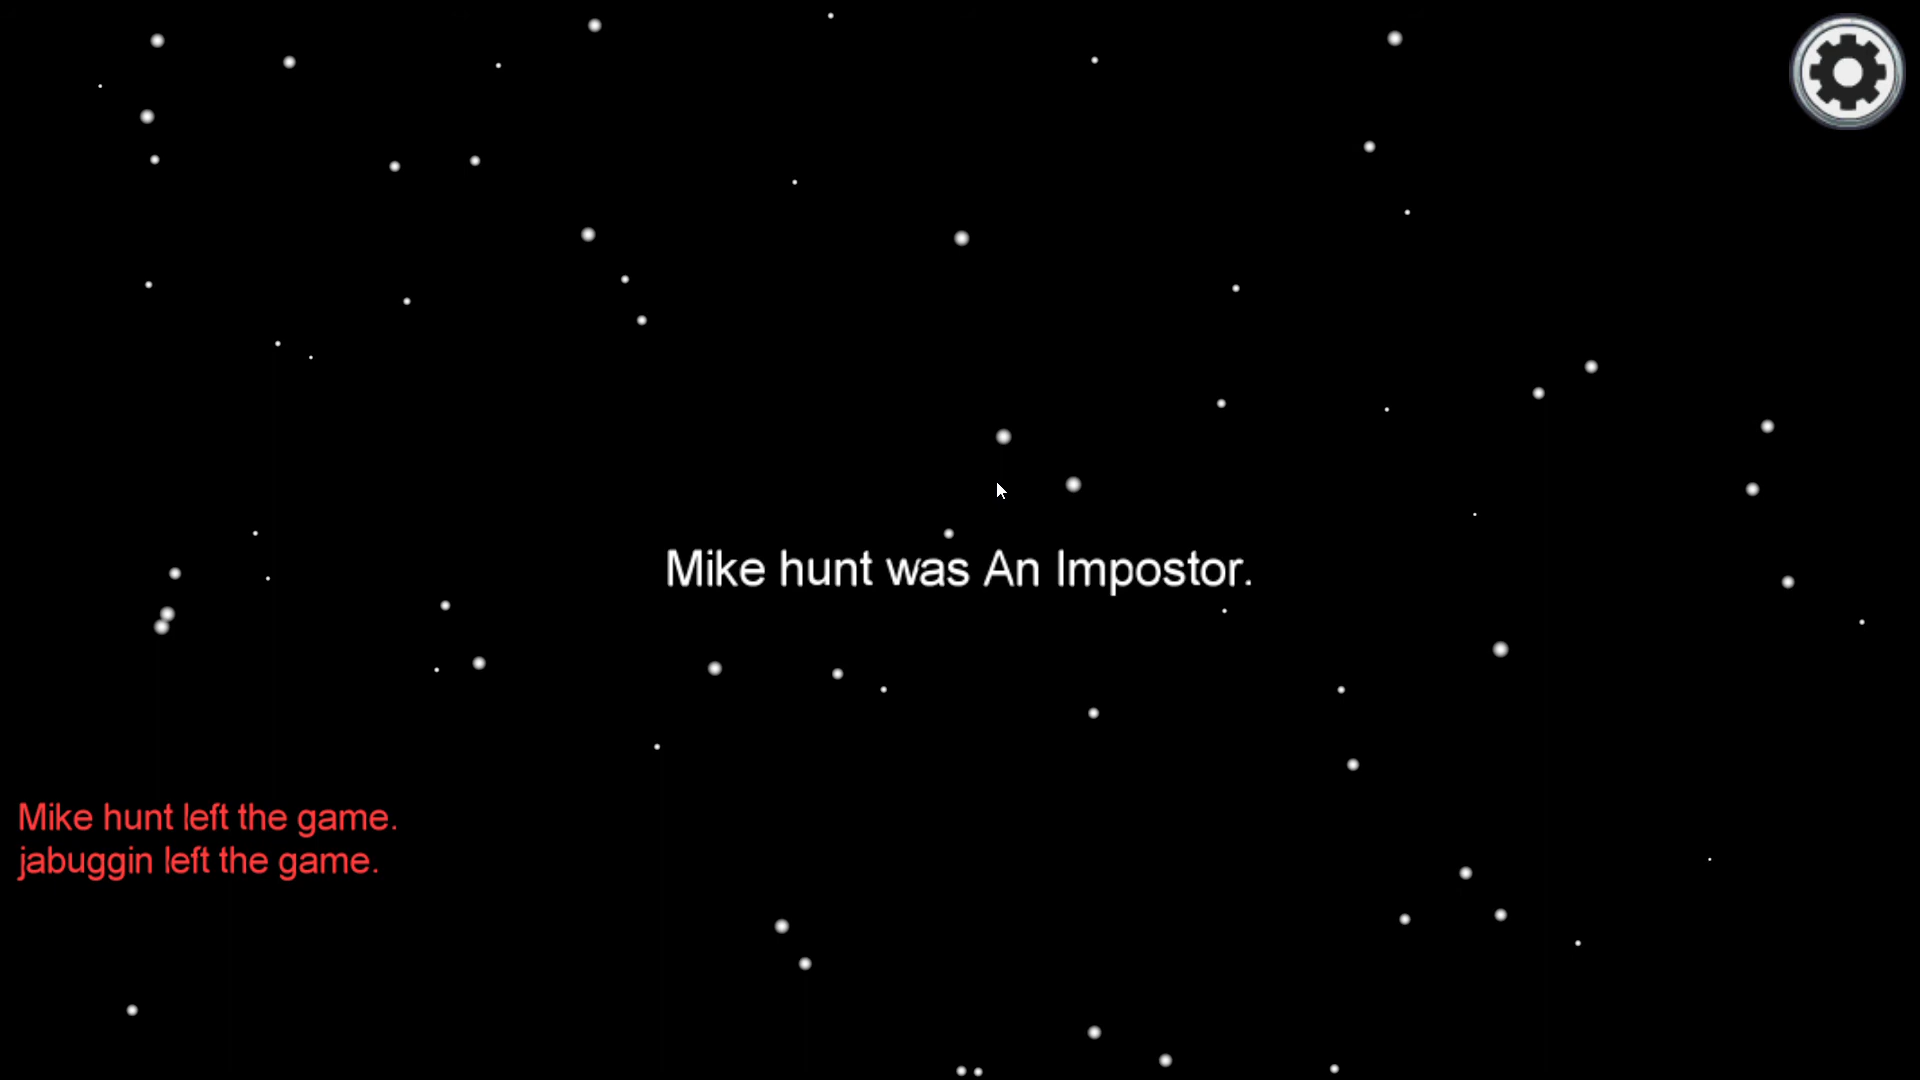 Mike hunt was An Impostor.
Mike hunt left the game.
jabuggin left the game.